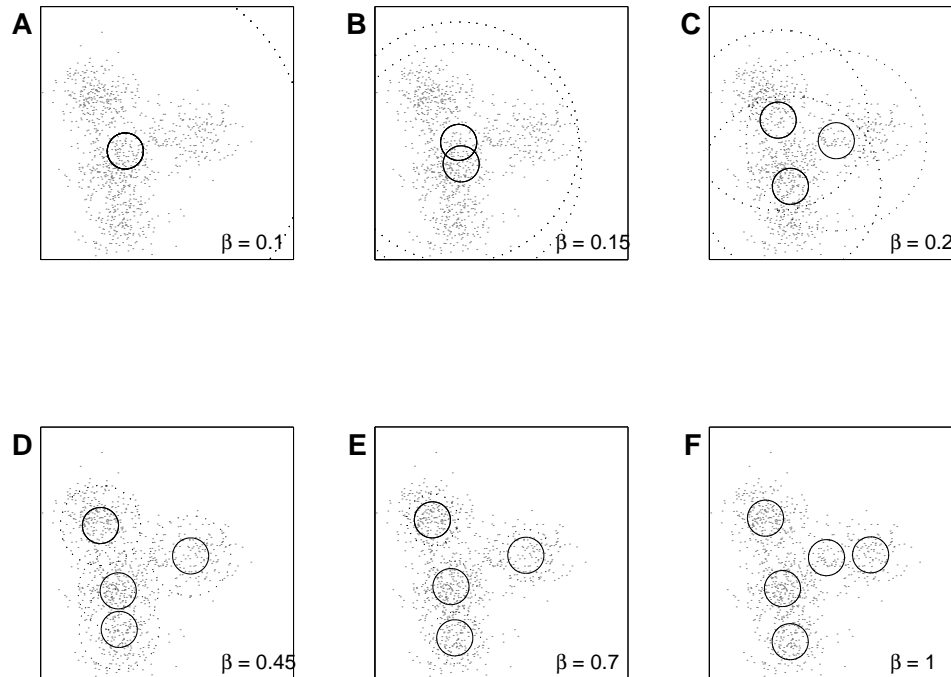 A
β = 0.1
B
β = 0.15
C
β = 0.2
D
β = 0.45
E
β = 0.7
F
β = 1